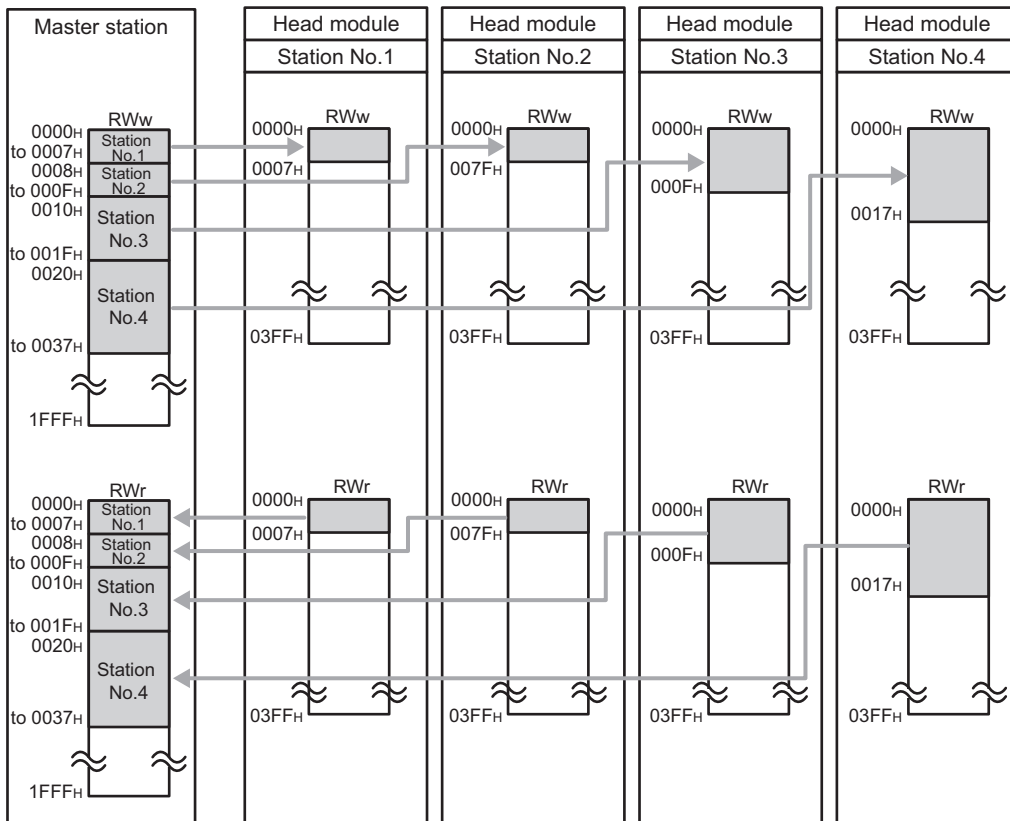 Master station
Head module
Station No.1
Head module
Station No.2
Head module
Station No.3
Head module
Station No.4
RWw
0000H
to 0007H
Station
No.1
0008H
to 000FH
Station
No.2
0010H
to 001FH
Station
No.3
0020H
to 0037H
Station
No.4
1FFFH
RWw
0000H
0007H
03FFH
RWw
0000H
007FH
03FFH
RWw
0000H
000FH
03FFH
RWw
0000H
0017H
03FFH
RWr
0000H
to 0007H
Station
No.1
0008H
to 000FH
Station
No.2
0010H
to 001FH
Station
No.3
0020H
to 0037H
Station
No.4
1FFFH
RWr
0000H
0007H
03FFH
RWr
0000H
007FH
03FFH
RWr
0000H
000FH
03FFH
RWr
0000H
0017H
03FFH